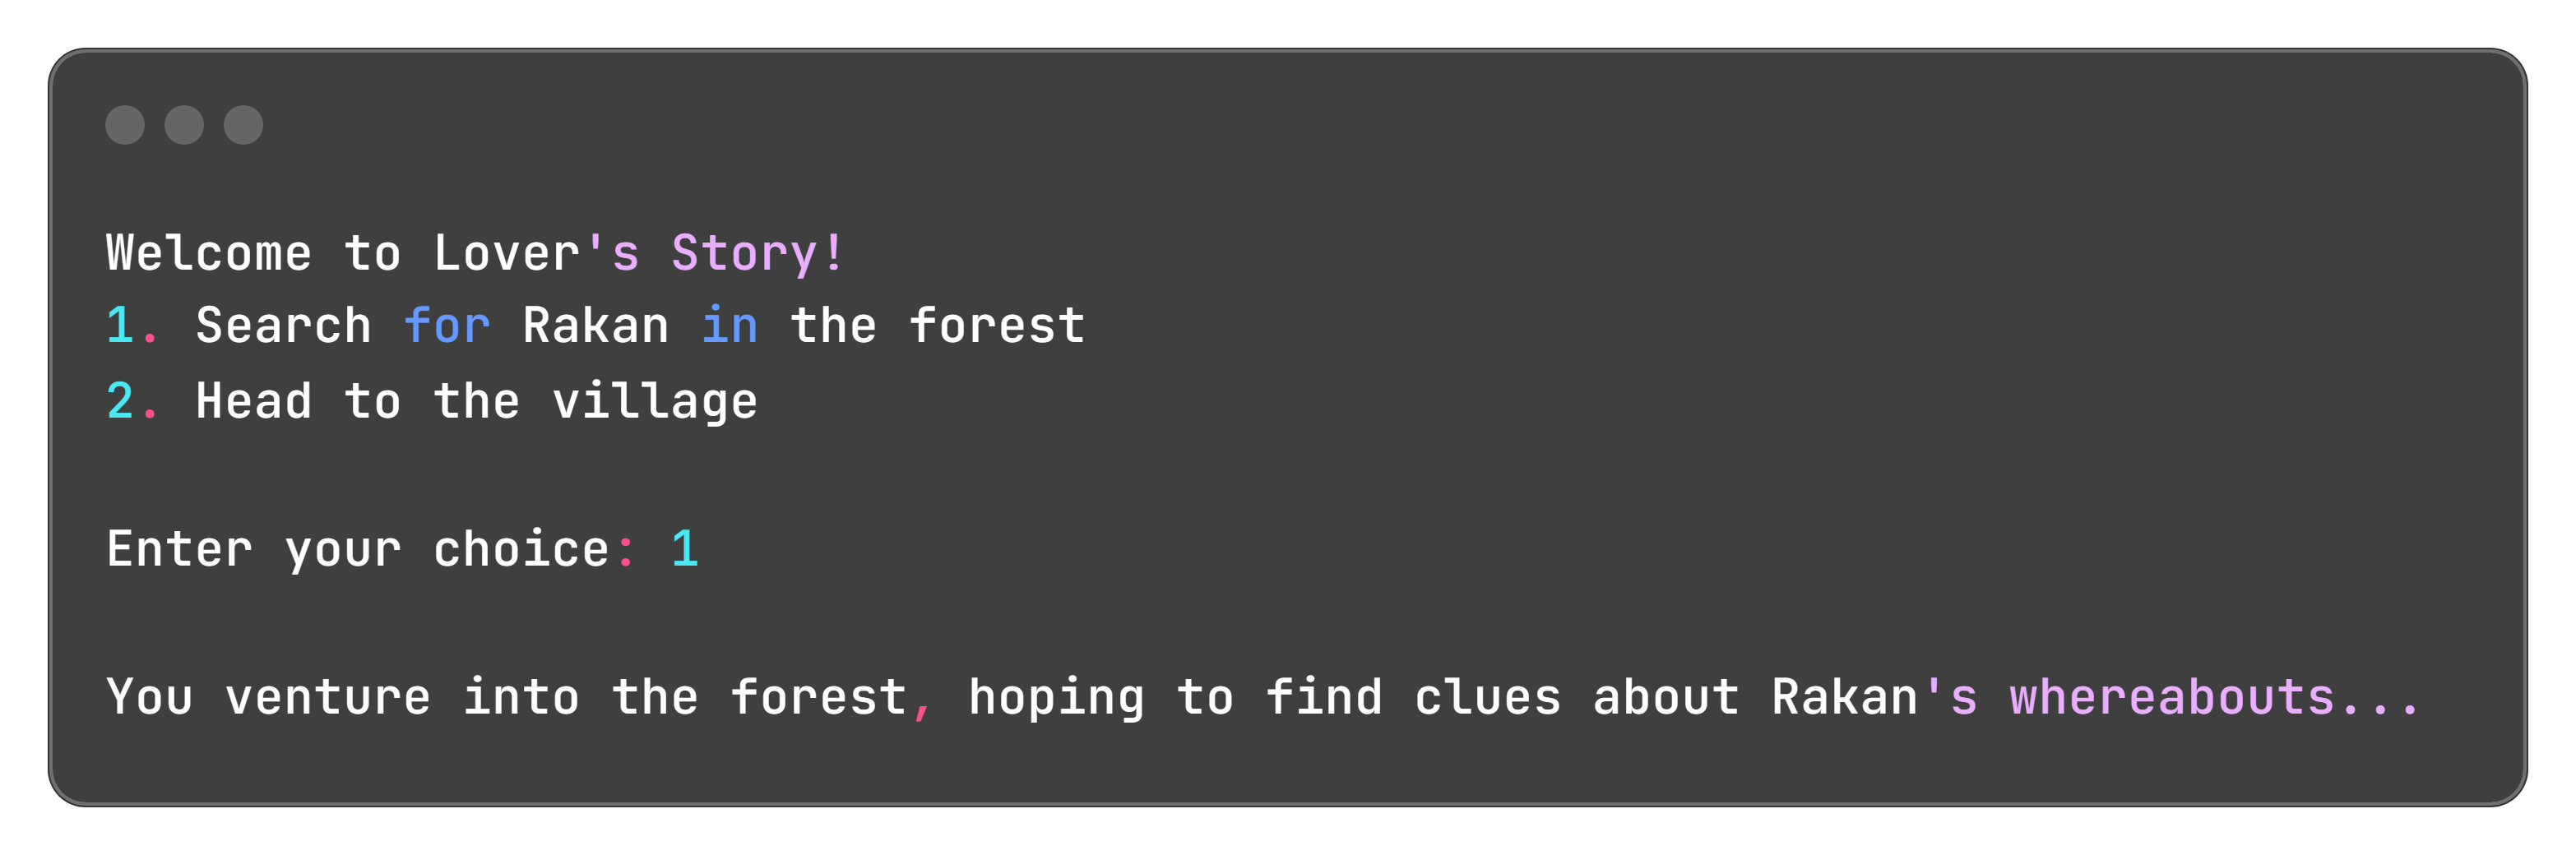 Welcome to Lover's Story!
1. Search for Rakan in the forest
2. Head to the village
Enter your choice: 1
You venture into the forest, hoping to find clues about Rakan's whereabouts...